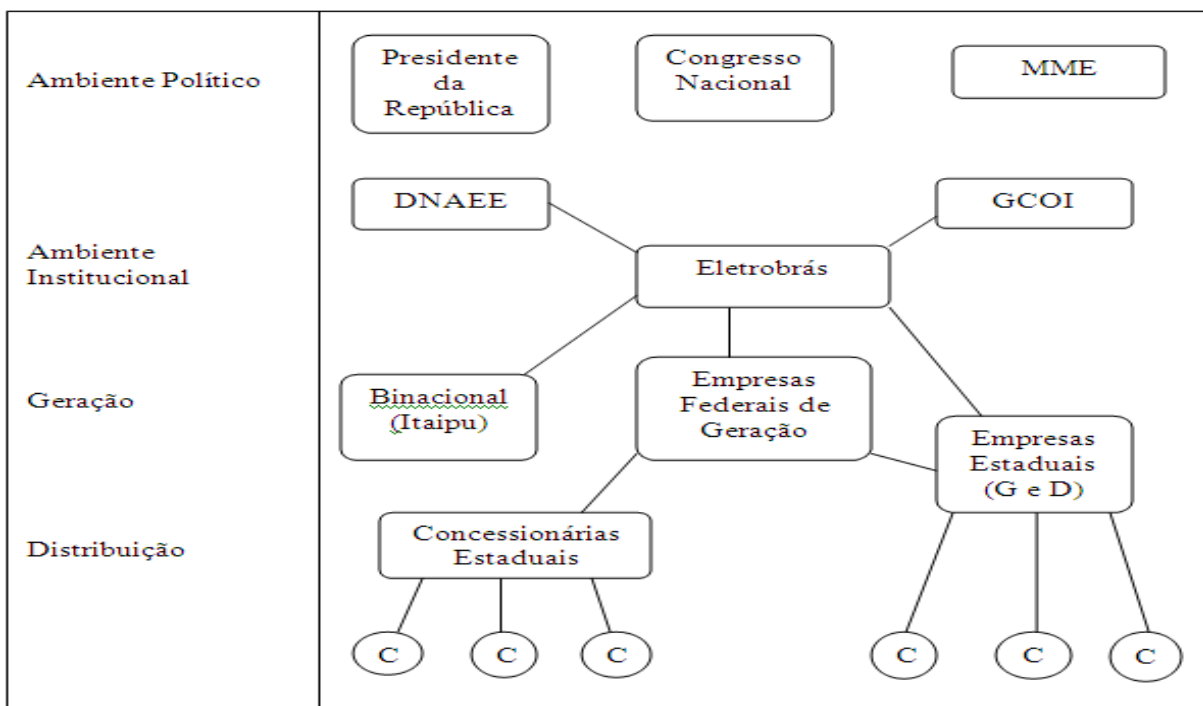 Ambiente Político
Presidente
da
República
Congresso
Nacional
MME
DNAEE
GCOI
Ambiente
Institucional
Eletrobrás
Geração
Binacional
(Itaipu)
Empresas
Federais de
Geração
Empresas
Estaduais
(G e D)
Distribuição
Concessionárias
Estaduais
C
C
C
C
C
C